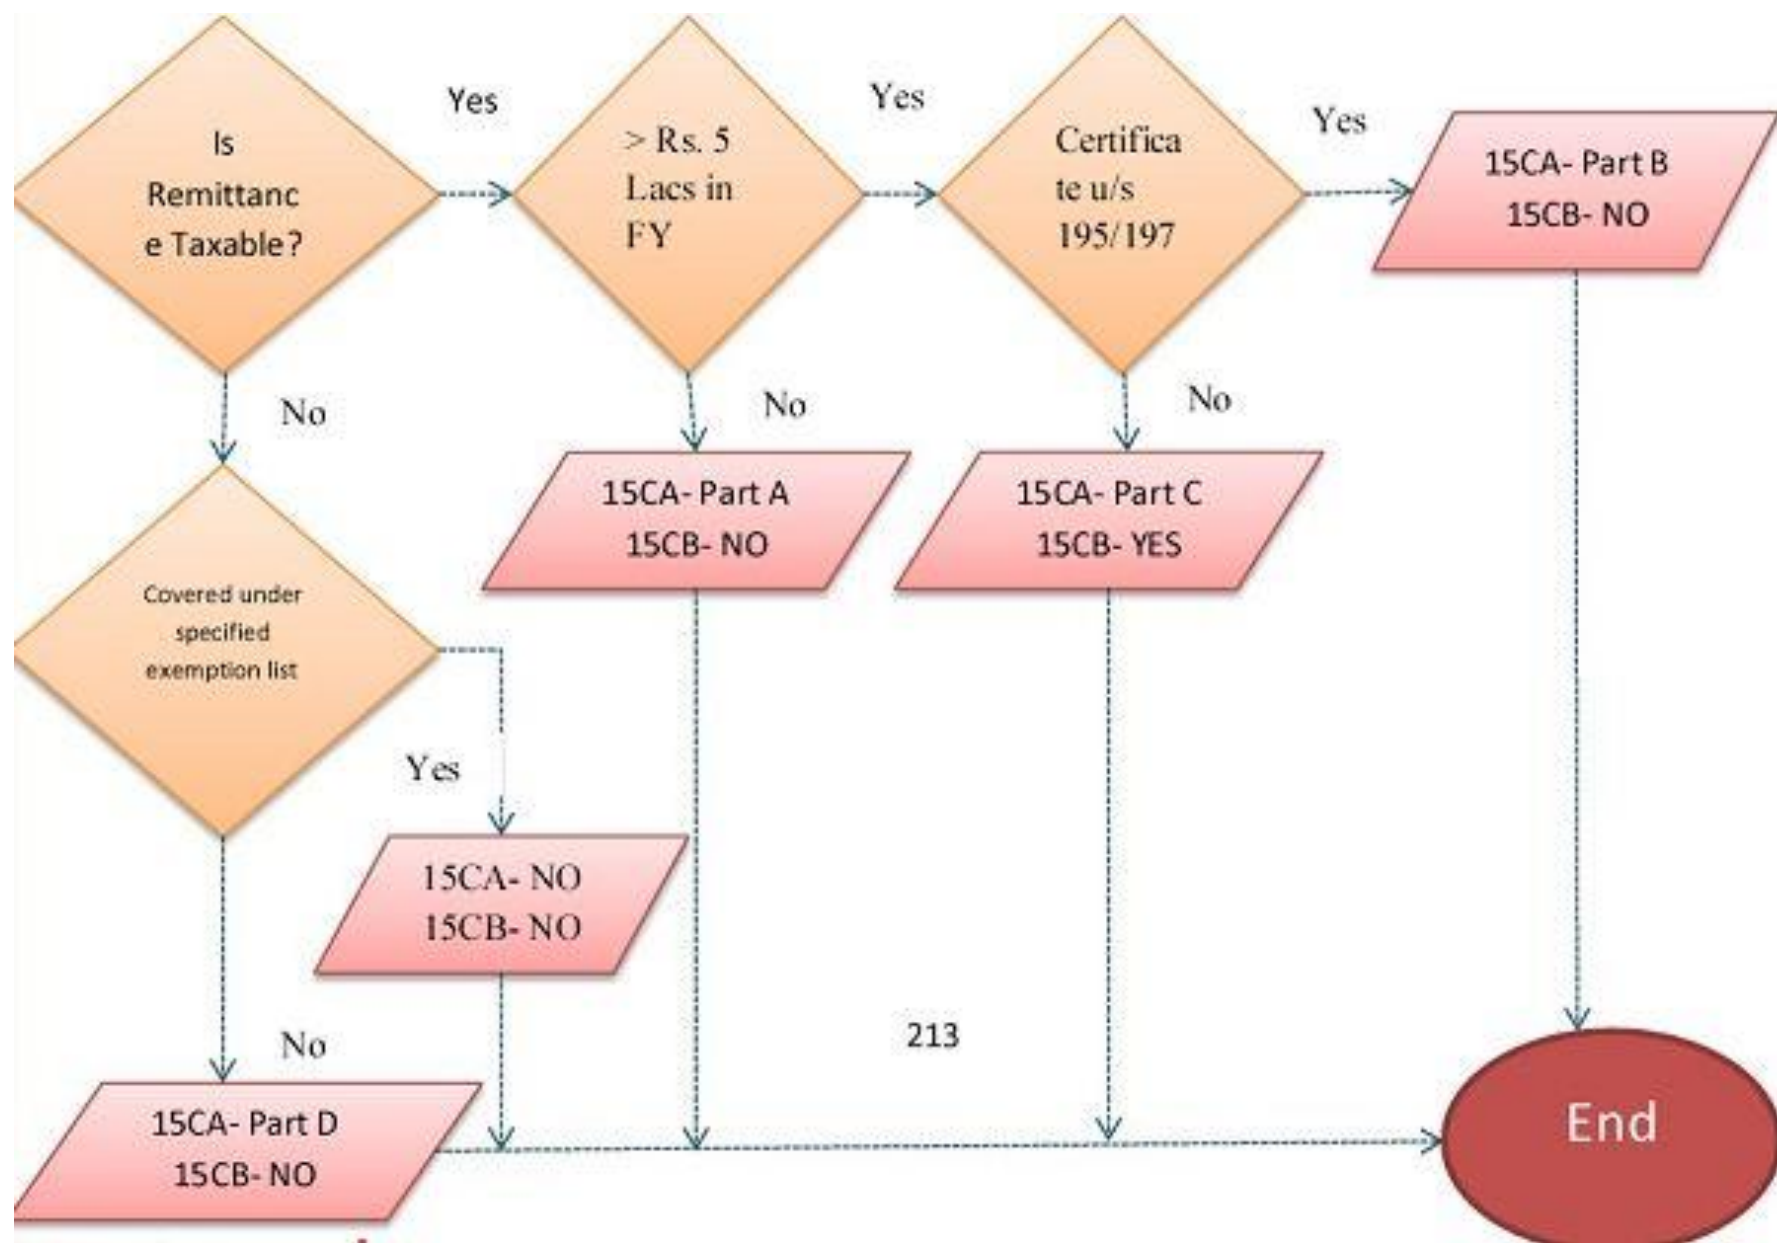 Is
Remittanc
e Taxable?
Yes
> Rs. 5
Lacs in
FY
Yes
Certifica
te u/s
195/197
Yes
15CA- Part B
15CB- NO
No
No
No
15CA- Part A
15CB- NO
15CA- Part C
15CB- YES
Covered under
specified
exemption list
Yes
15CA- NO
15CB- NO
213
No
15CA- Part D
15CB- NO
End